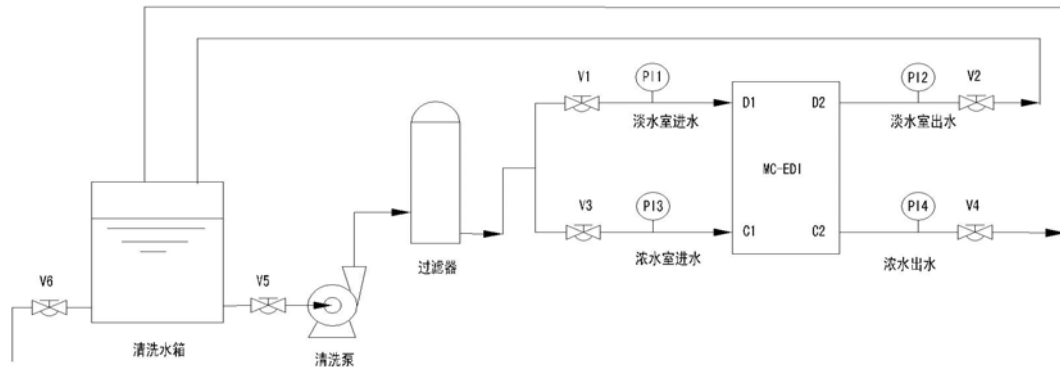 V1
PI1
D1
D2
PI2
V2
淡水室进水
淡水室出水
MC-EDI
V3
PI3
C1
C2
PI4
V4
浓水室进水
浓水出水
过滤器
V6
V5
清洗水箱
清洗泵